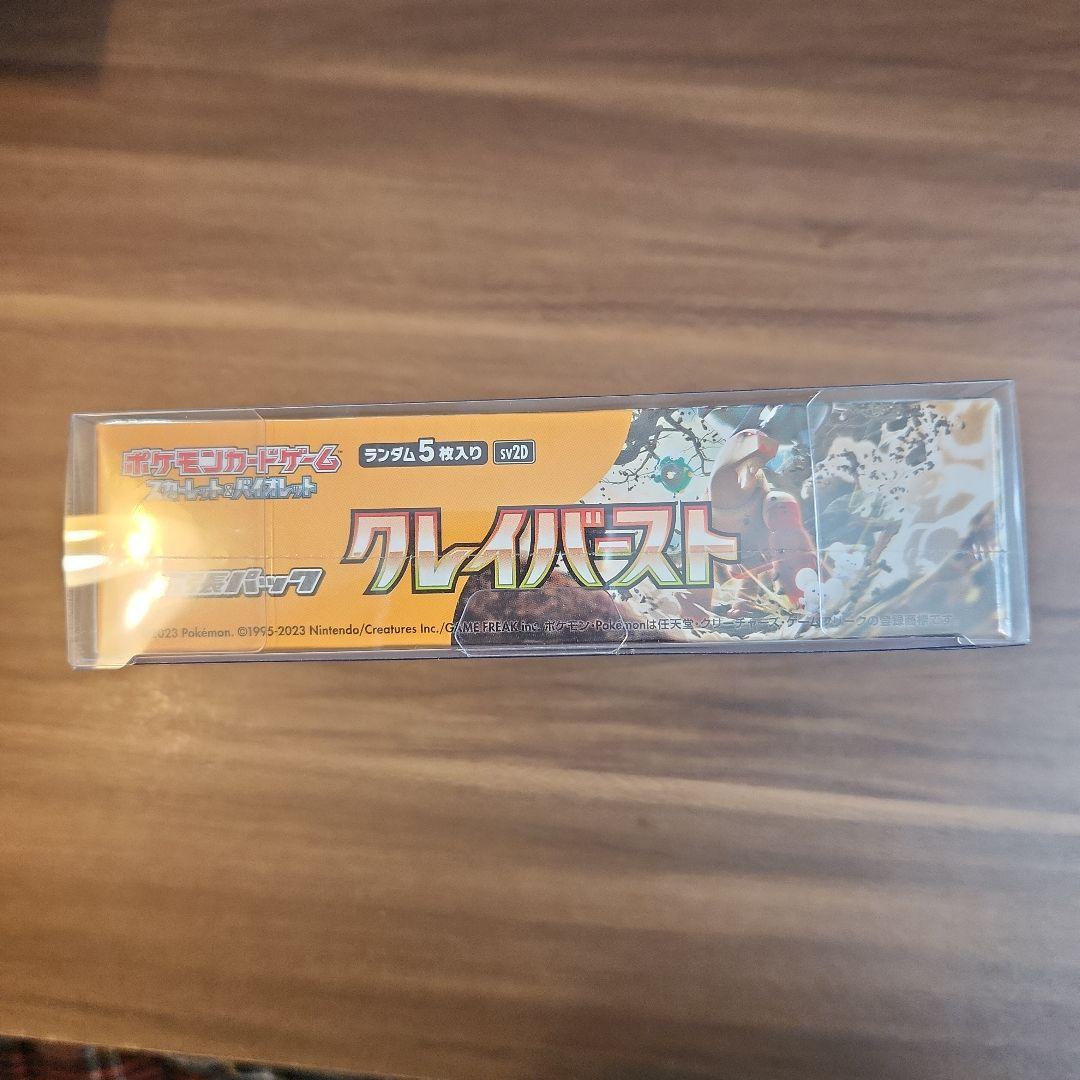 ポケモンカードゲーム
スカーレット&バイオレット
ランダム5枚入り
sv2D
クレイバースト
パック
2023 Pokémon. ©1995-2023 Nintendo/Creatures Inc./GAME FREAK inc. ポケモン・Pokémonは任天堂・クリーチャーズ・ゲームフリークの登録商標です